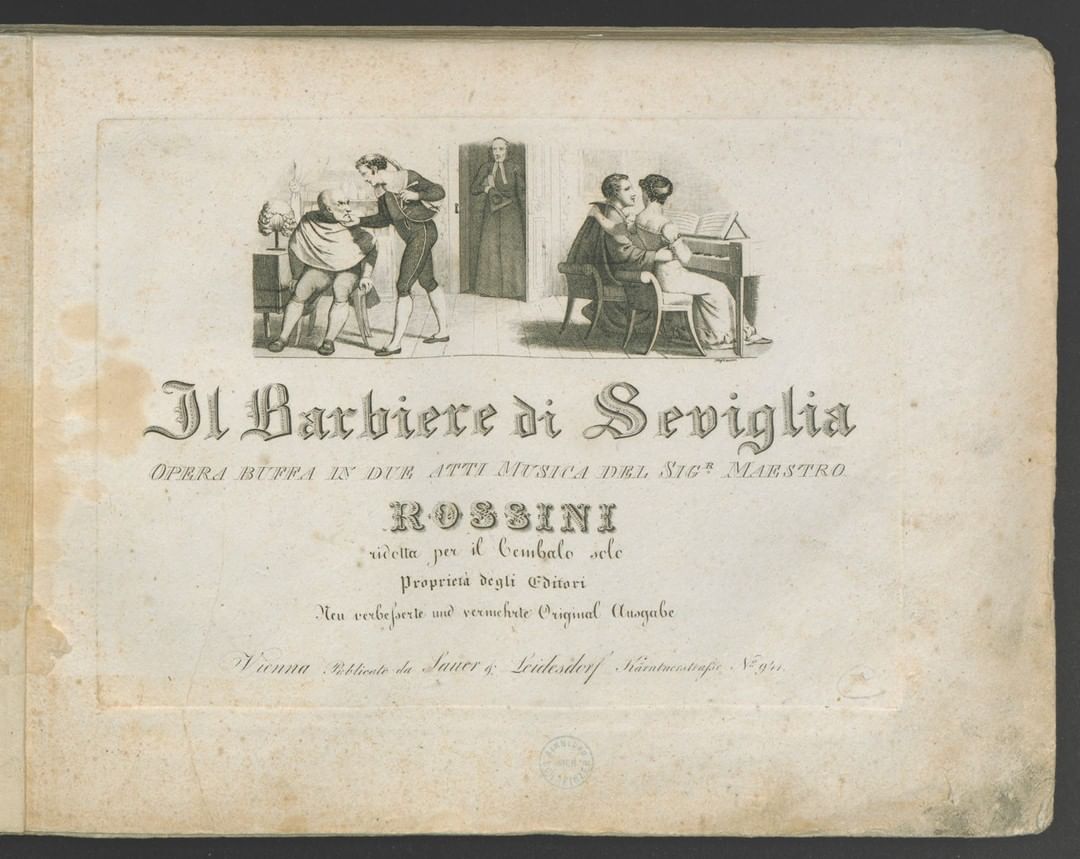 Il Barbiere di Seviglia
OPERA BUFFA IN DUE ATTI MUSICA DEL SIG.R MAESTRO
ROSSINI
ridotta per il Cembalo solo
Proprietà degli Editori
Neu verbesserte und vermehrte Original Ausgabe
Vienna Publicato da Sauer & Leidesdorf Kärntnerstraße No 941.